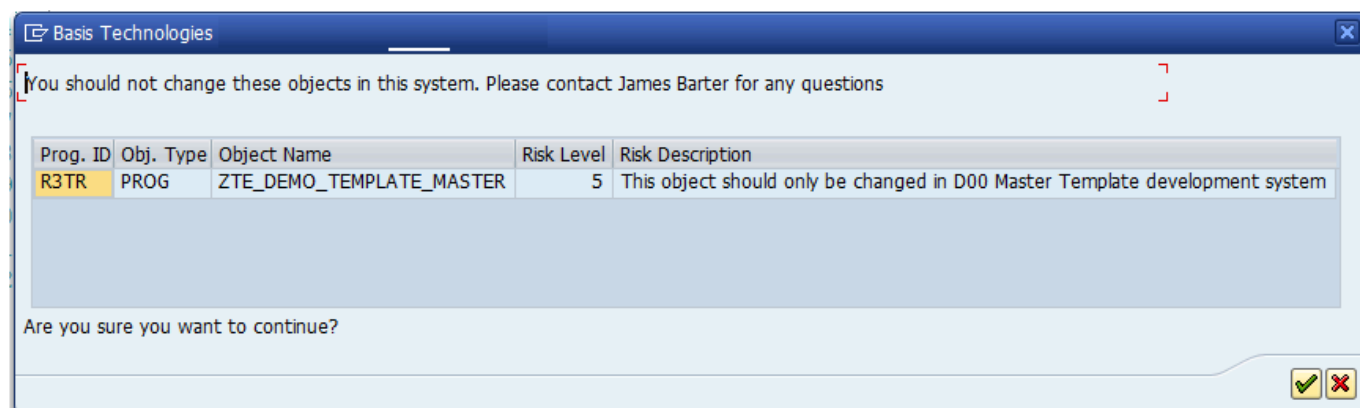 Basis Technologies
You should not change these objects in this system. Please contact James Barter for any questions
Prog. ID Obj. Type Object Name Risk Level Risk Description
R3TR PROG ZTE_DEMO_TEMPLATE_MASTER 5 This object should only be changed in D00 Master Template development system
Are you sure you want to continue?